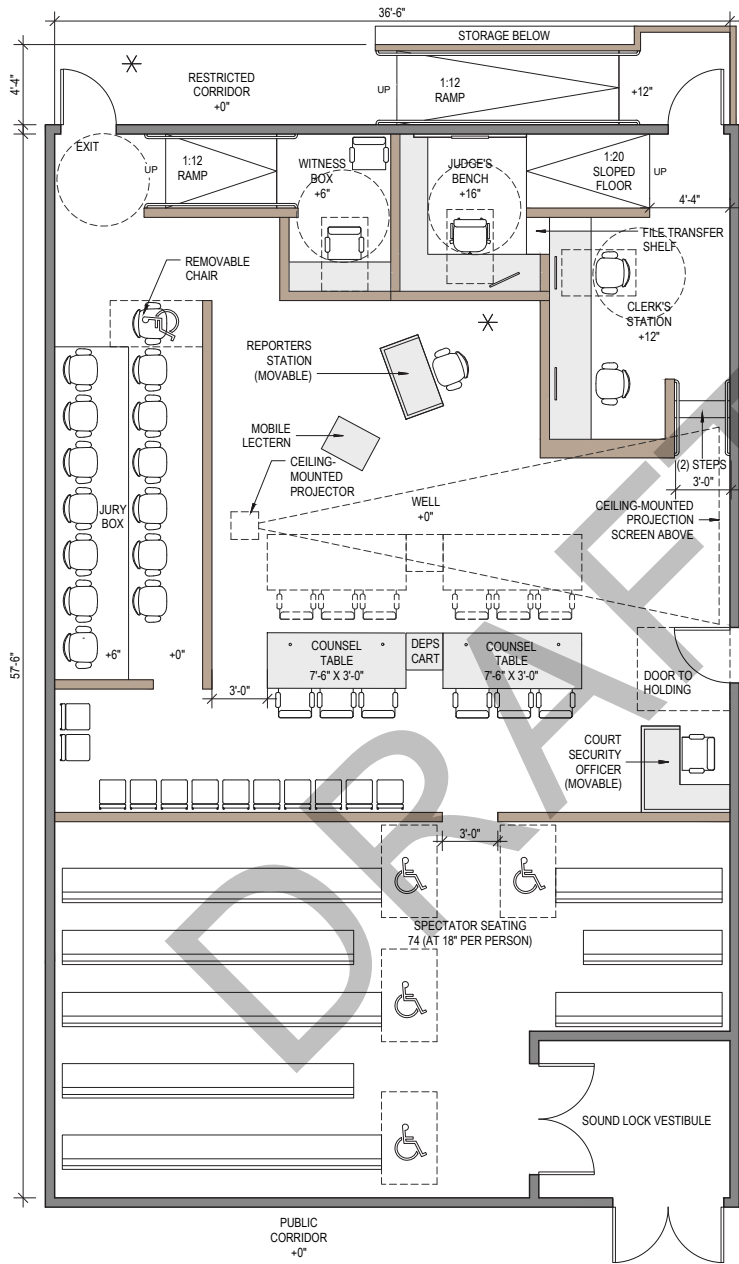 36'-6"
STORAGE BELOW
4'-4"
RESTRICTED
CORRIDOR
+0"
UP
1:12
RAMP
+12"
EXIT
UP
1:12
RAMP
WITNESS
BOX
+6"
JUDGE'S
BENCH
+16"
1:20
SLOPED
FLOOR
UP
4'-4"
FILE TRANSFER
SHELF
REMOVABLE
CHAIR
CLERK'S
STATION
+12"
REPORTERS
STATION
(MOVABLE)
MOBILE
LECTERN
CEILING-
MOUNTED
PROJECTOR
(2) STEPS
3'-0"
CEILING-MOUNTED
PROJECTION
SCREEN ABOVE
WELL
+0"
JURY
BOX
+6"
+0"
57'-6"
COUNSEL
TABLE
7'-6" X 3'-0"
DEPS
CART
COUNSEL
TABLE
7'-6" X 3'-0"
3'-0"
DOOR TO
HOLDING
COURT
SECURITY
OFFICER
(MOVABLE)
3'-0"
SPECTATOR SEATING
74 (AT 18" PER PERSON)
SOUND LOCK VESTIBULE
PUBLIC
CORRIDOR
+0"
DRAFT